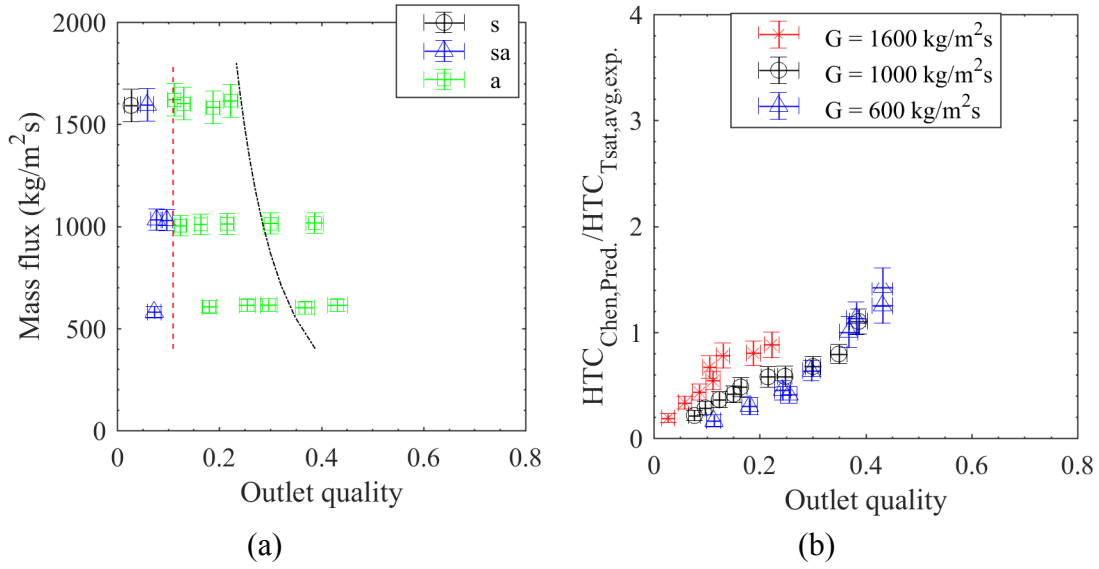 2000
1500
1000
500
0
Mass flux (kg/m²s)
s
sa
a
0 0.2 0.4 0.6 0.8
Outlet quality
(a)
4
3
2
1
0
HTC_Chen,Pred./HTC_Tsat,avg,exp.
G = 1600 kg/m²s
G = 1000 kg/m²s
G = 600 kg/m²s
0 0.2 0.4 0.6 0.8
Outlet quality
(b)